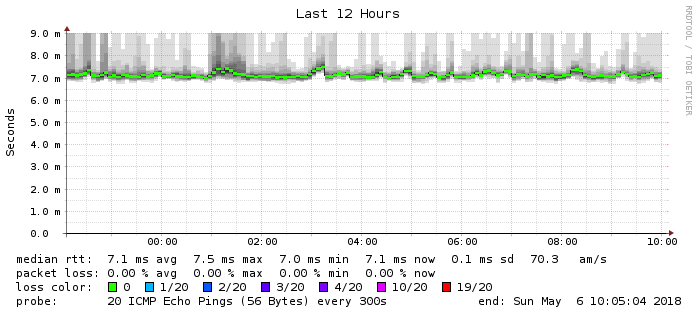 Last 12 Hours
RRDTOOL / TOBI OETIKER
Seconds
9.0 m
8.0 m
7.0 m
6.0 m
5.0 m
4.0 m
3.0 m
2.0 m
1.0 m
0.0
00:00 02:00 04:00 06:00 08:00 10:00
median rtt: 7.1 ms avg 7.5 ms max 7.0 ms min 7.1 ms now 0.1 ms sd 70.3 am/s
packet loss: 0.00 % avg 0.00 % max 0.00 % min 0.00 % now
loss color: 0 1/20 2/20 3/20 4/20 10/20 19/20
probe: 20 ICMP Echo Pings (56 Bytes) every 300s end: Sun May 6 10:05:04 2018